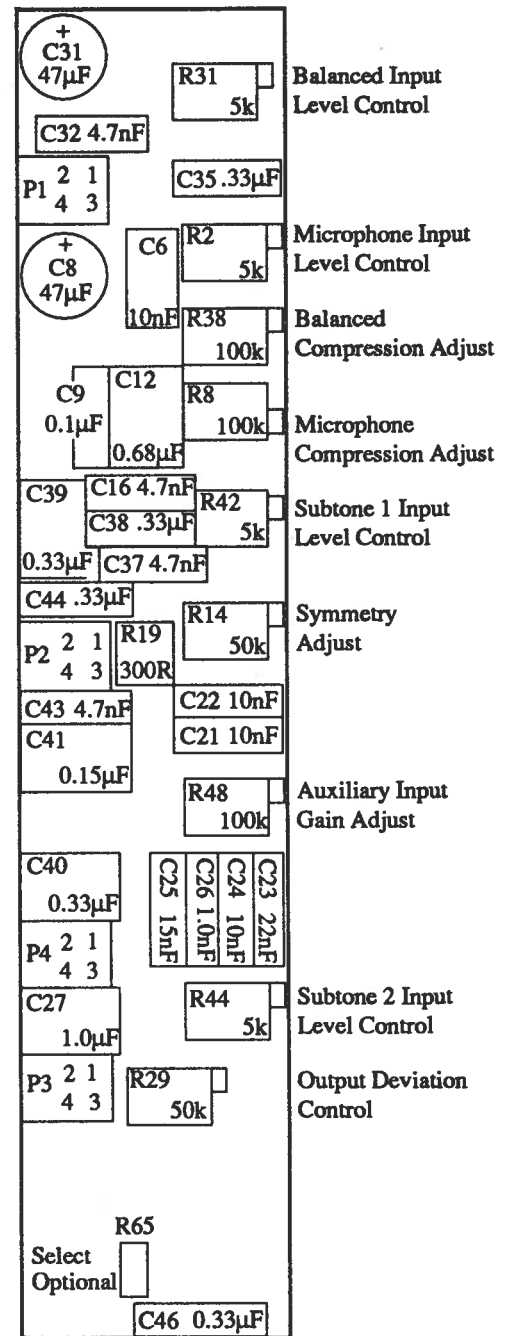 +
C31
47µF
R31
5k
Balanced Input
Level Control
C32 4.7nF
P1 2 1
4 3
C35 .33µF
+
C8
47µF
C6
10nF
R2
5k
Microphone Input
Level Control
R38
100k
Balanced
Compression Adjust
C9
0.1µF
C12
0.68µF
R8
100k
Microphone
Compression Adjust
C39
0.33µF
C16 4.7nF
C38 .33µF
R42
5k
Subtone 1 Input
Level Control
C37 4.7nF
C44 .33µF
R14
50k
Symmetry
Adjust
P2 2 1
4 3
R19
300R
C43 4.7nF
C22 10nF
C21 10nF
C41
0.15µF
R48
100k
Auxiliary Input
Gain Adjust
C40
0.33µF
C25 15nF
C26 1.0nF
C24 10nF
C23 22nF
P4 2 1
4 3
C27
1.0µF
R44
5k
Subtone 2 Input
Level Control
P3 2 1
4 3
R29
50k
Output Deviation
Control
R65
Select
Optional
C46 0.33µF